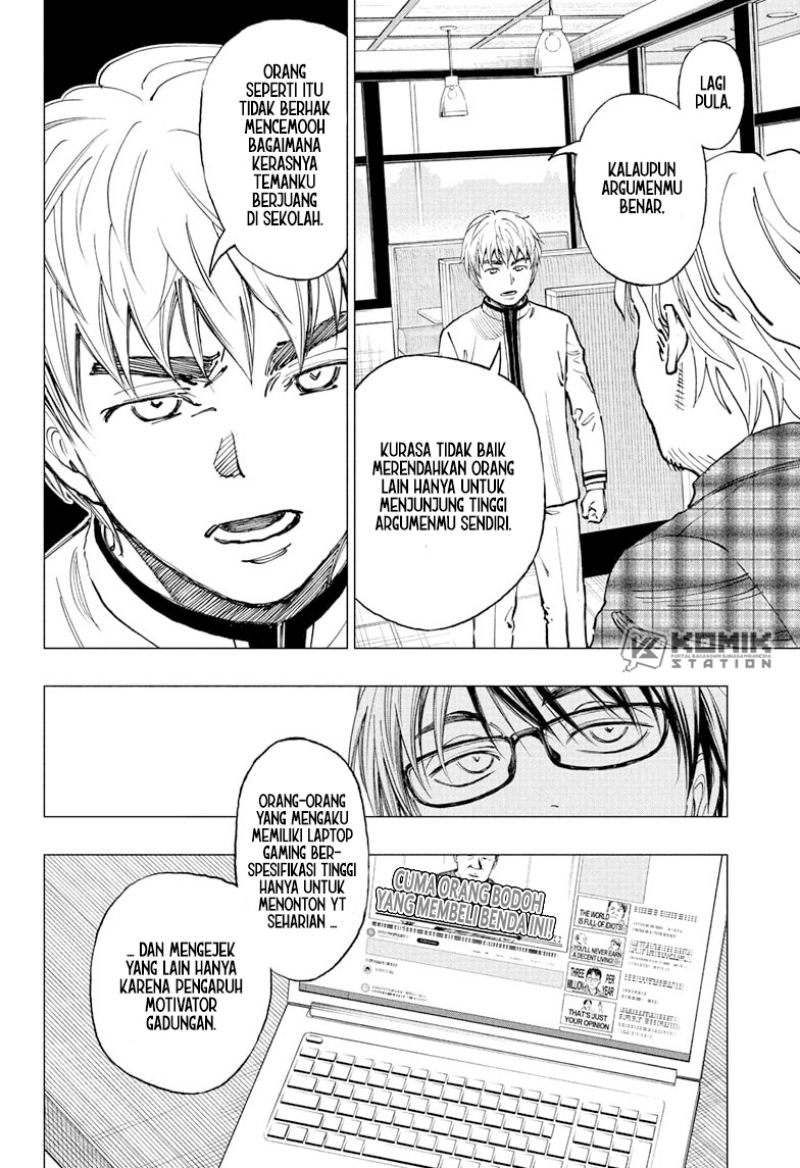 LAGI
PULA,
KALAUPUN
ARGUMENMU
BENAR,
KURASA TIDAK BAIK
MERENDAHKAN ORANG
LAIN HANYA UNTUK
MENJUNJUNG TINGGI
ARGUMENMU SENDIRI.
ORANG
SEPERTI ITU
TIDAK BERHAK
MENCEMOOH
BAGAIMANA
KERASNYA
TEMANKU
BERJUANG
DI SEKOLAH.
KOMIK
STATION
ORANG-ORANG
YANG MENGAKU
MEMILIKI LAPTOP
GAMING BER-
SPESIFIKASI TINGGI
HANYA UNTUK
MENONTON YT
SEHARIAN ...
... DAN MENGEJEK
YANG LAIN HANYA
KARENA PENGARUH
MOTIVATOR
GADUNGAN.
CUMA ORANG BODOH
YANG MEMBELI BENDA INI!
THE WORLD
IS FULL OF IDIOTS!
YOU'LL NEVER EARN
A DECENT LIVING!
THREE PER
MILLION YEAR
THAT'S JUST
YOUR OPINION